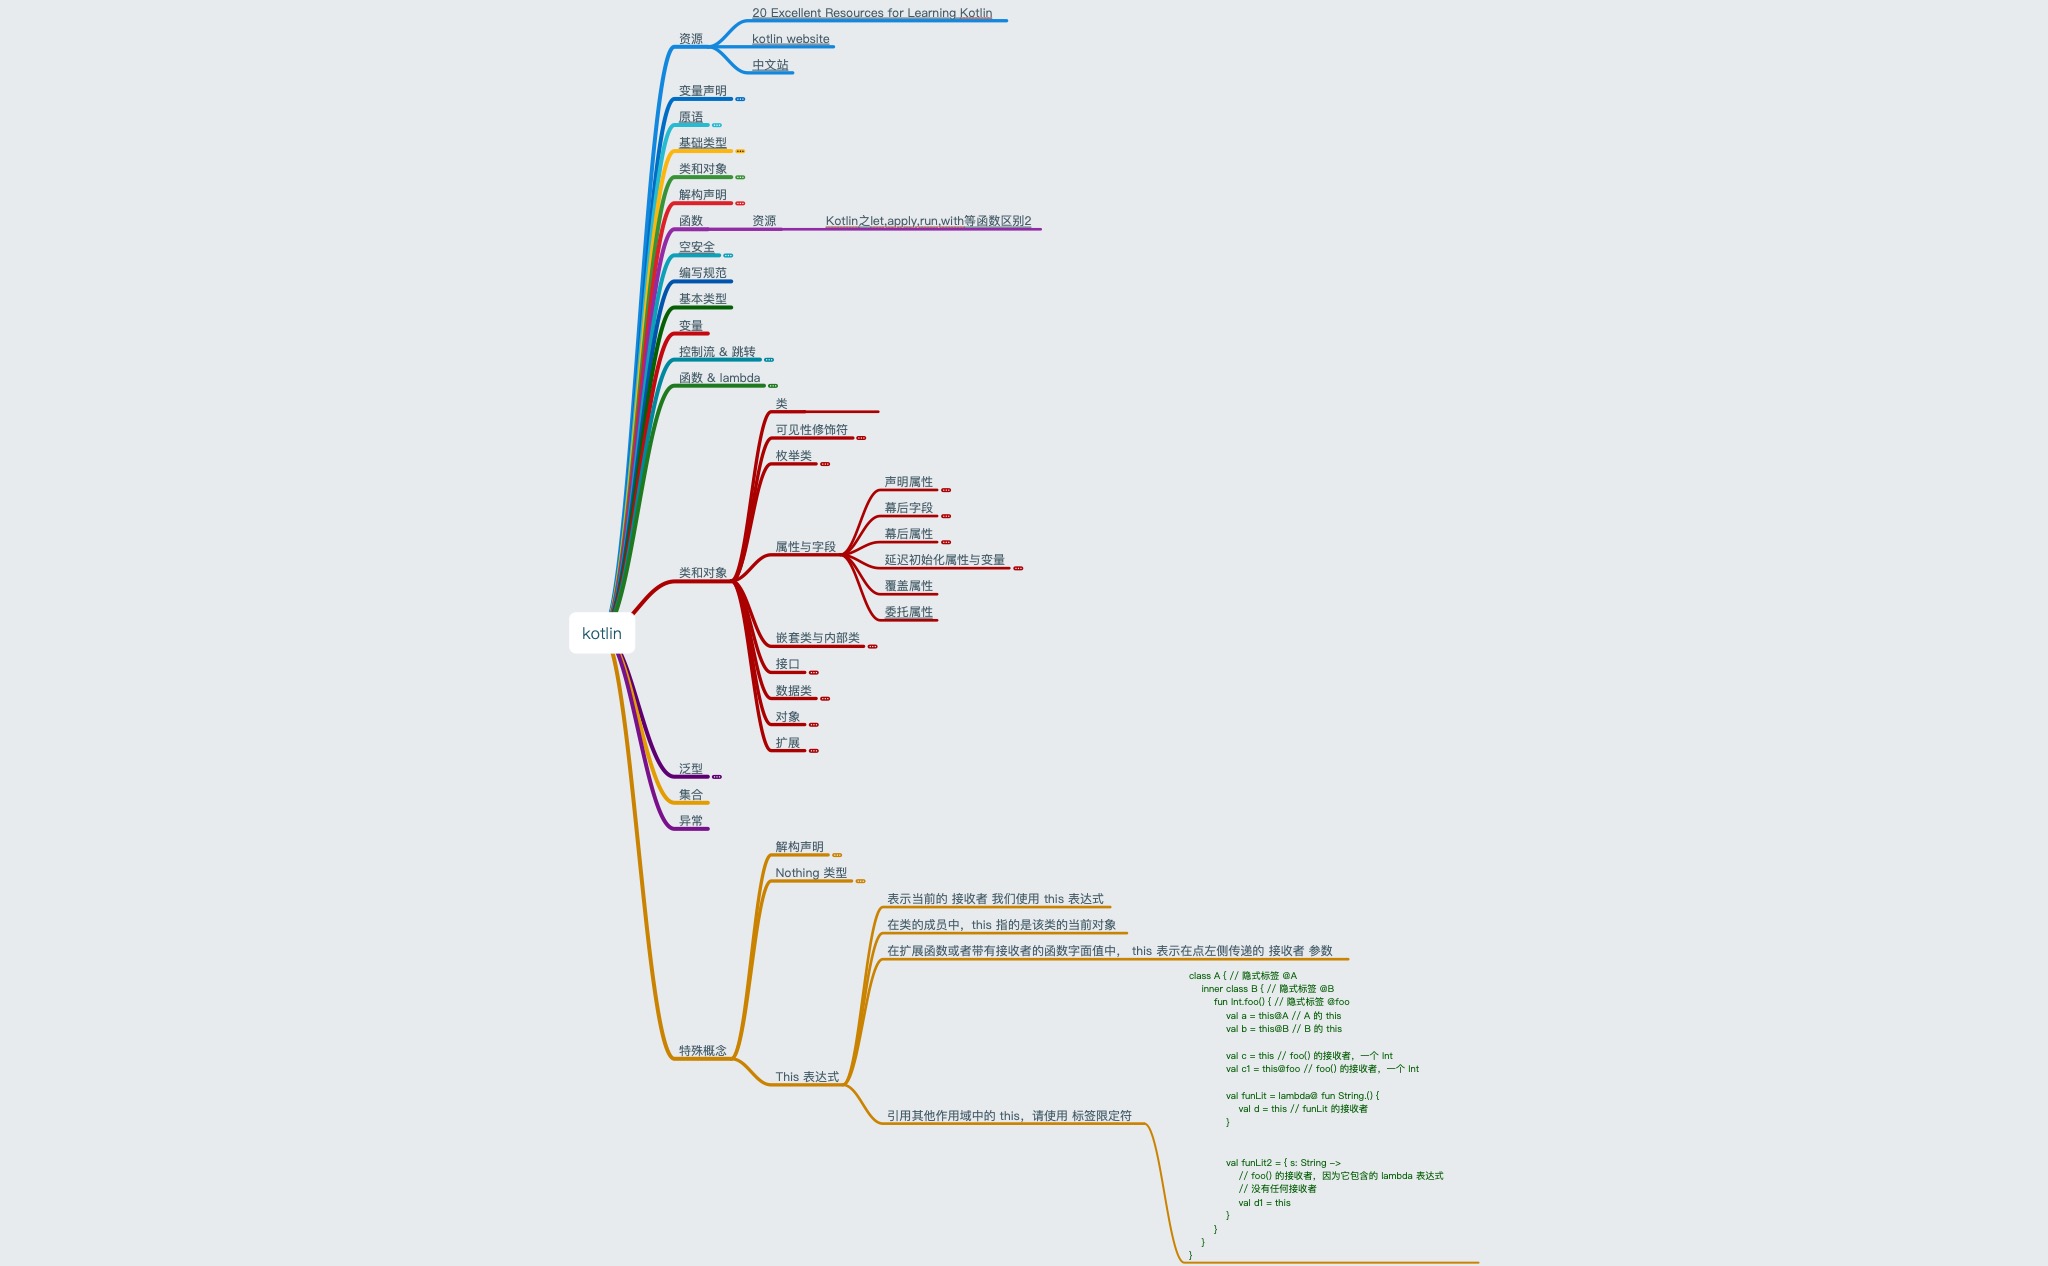 20 Excellent Resources for Learning Kotlin
资源
kotlin website
中文站
变量声明
原语
基础类型
类和对象
解构声明
函数
资源
Kotlin之let,apply,run,with等函数区别2
空安全
编写规范
基本类型
变量
控制流 & 跳转
函数 & lambda
类
可见性修饰符
枚举类
声明属性
幕后字段
幕后属性
属性与字段
延迟初始化属性与变量
类和对象
覆盖属性
委托属性
kotlin
嵌套类与内部类
接口
数据类
对象
扩展
泛型
集合
异常
解构声明
Nothing 类型
表示当前的 接收者 我们使用 this 表达式
在类的成员中，this 指的是该类的当前对象
在扩展函数或者带有接收者的函数字面值中， this 表示在点左侧传递的 接收者 参数
特殊概念
This 表达式
引用其他作用域中的 this，请使用 标签限定符
class A { // 隐式标签 @A
inner class B { // 隐式标签 @B
fun Int.foo() { // 隐式标签 @foo
val a = this@A // A 的 this
val b = this@B // B 的 this
val c = this // foo() 的接收者，一个 Int
val c1 = this@foo // foo() 的接收者，一个 Int
val funLit = lambda@ fun String.() {
val d = this // funLit 的接收者
}
val funLit2 = { s: String ->
// foo() 的接收者，因为它包含的 lambda 表达式
// 没有任何接收者
val d1 = this
}
}
}
}